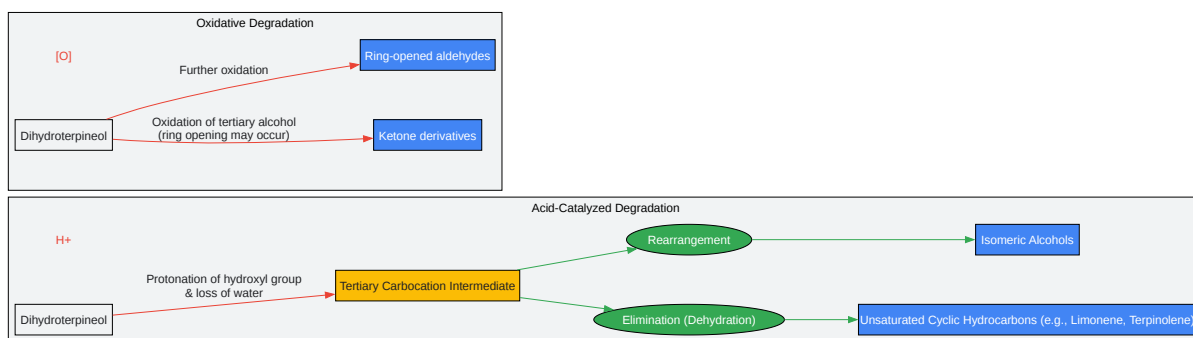 Oxidative Degradation
[O]
Ring-opened aldehydes
Further oxidation
Oxidation of tertiary alcohol
(ring opening may occur)
Dihydroterpineol
Ketone derivatives
Acid-Catalyzed Degradation
H+
Rearrangement
Isomeric Alcohols
Protonation of hydroxyl group
& loss of water
Tertiary Carbocation Intermediate
Dihydroterpineol
Elimination (Dehydration)
Unsaturated Cyclic Hydrocarbons (e.g., Limonene, Terpinolene)